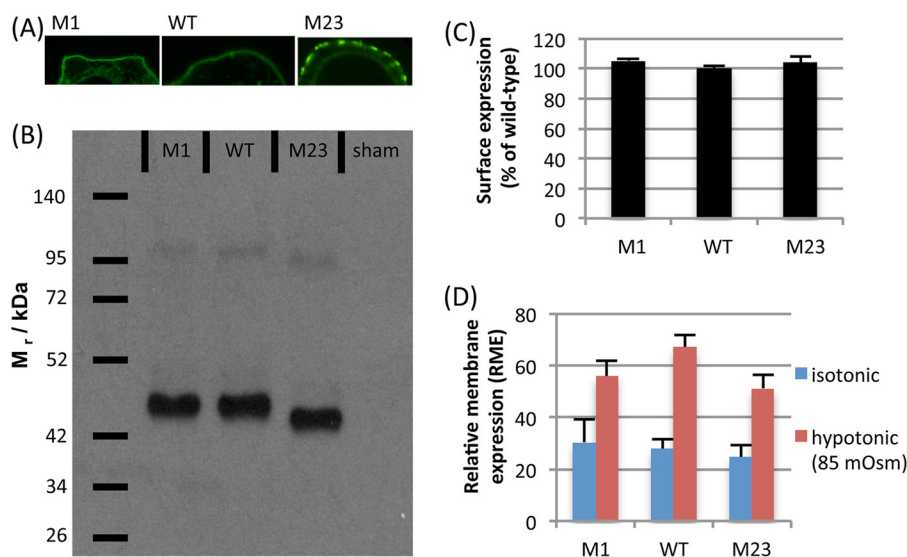 (A)
M1 WT M23
(B)
M1 WT M23 sham
140
95
72
52
42
34
26
M r / kDa
(C)
Surface expression
(% of wild-type)
120
100
80
60
40
20
0
M1 WT M23
(D)
Relative membrane
expression (RME)
80
60
40
20
0
M1 WT M23
isotonic
hypotonic
(85 mOsm)